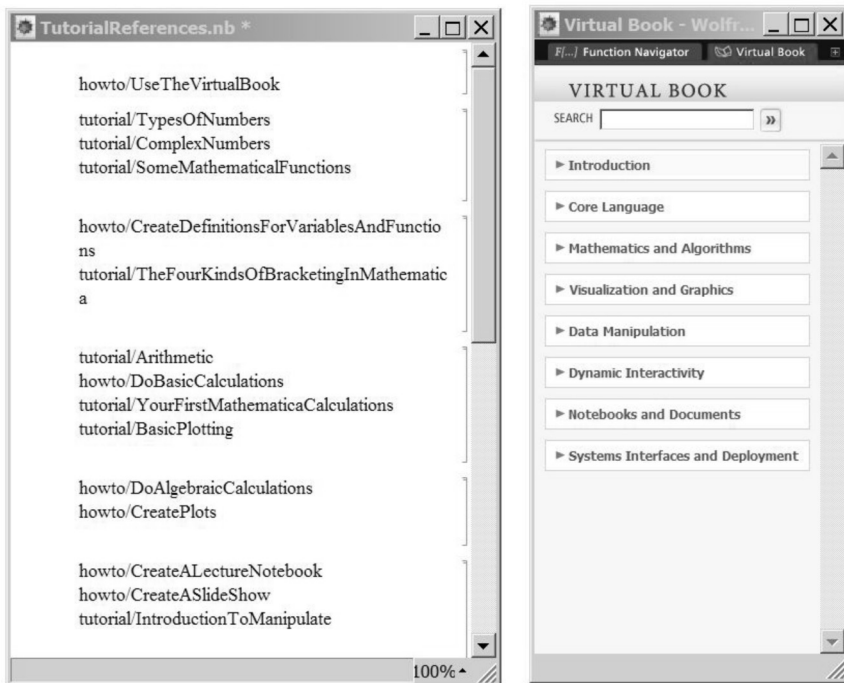 TutorialReferences.nb *
howto/UseTheVirtualBook
tutorial/TypesOfNumbers
tutorial/ComplexNumbers
tutorial/SomeMathematicalFunctions
howto/CreateDefinitionsForVariablesAndFunctio
ns
tutorial/TheFourKindsOfBracketingInMathematic
a
tutorial/Arithmetic
howto/DoBasicCalculations
tutorial/YourFirstMathematicaCalculations
tutorial/BasicPlotting
howto/DoAlgebraicCalculations
howto/CreatePlots
howto/CreateALectureNotebook
howto/CreateASlideShow
tutorial/IntroductionToManipulate
100%
Virtual Book - Wolfr...
F[...] Function Navigator Virtual Book
VIRTUAL BOOK
SEARCH »
Introduction
Core Language
Mathematics and Algorithms
Visualization and Graphics
Data Manipulation
Dynamic Interactivity
Notebooks and Documents
Systems Interfaces and Deployment